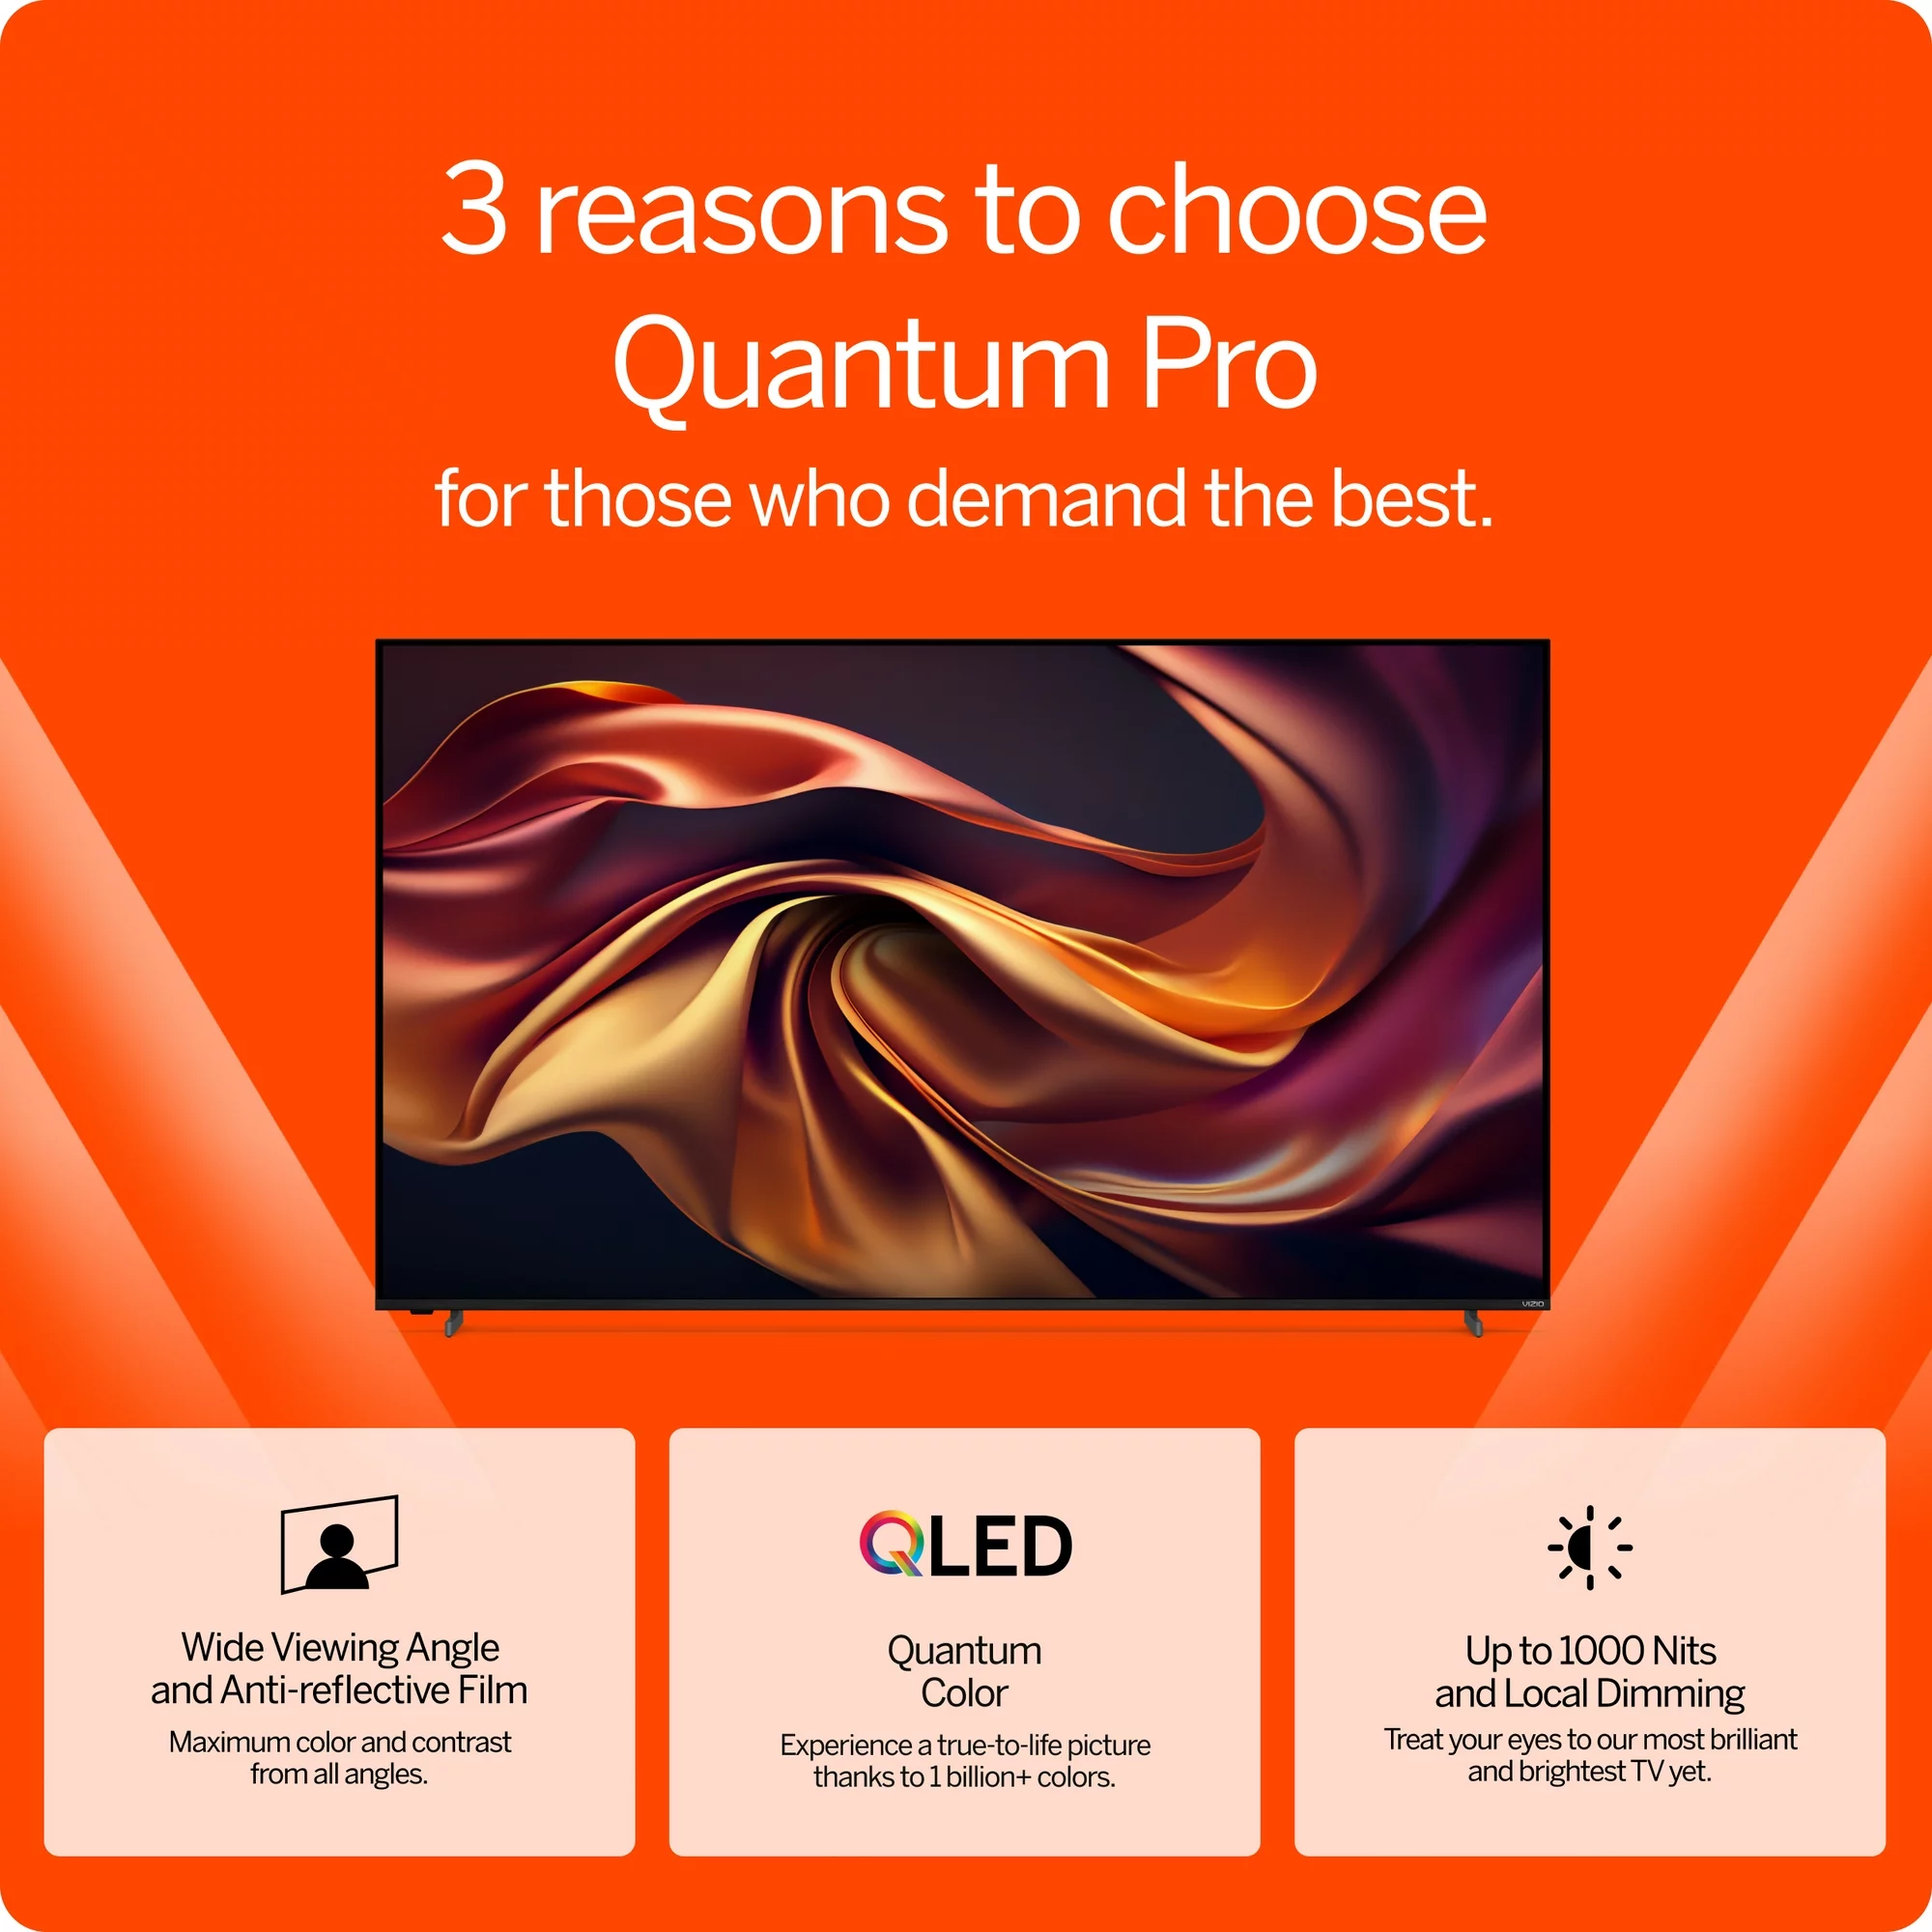 3 reasons to choose
Quantum Pro
for those who demand the best.
VIZIO
Wide Viewing Angle
and Anti-reflective Film
Maximum color and contrast
from all angles.
QLED
Quantum
Color
Experience a true-to-life picture
thanks to 1 billion+ colors.
Up to 1000 Nits
and Local Dimming
Treat your eyes to our most brilliant
and brightest TV yet.